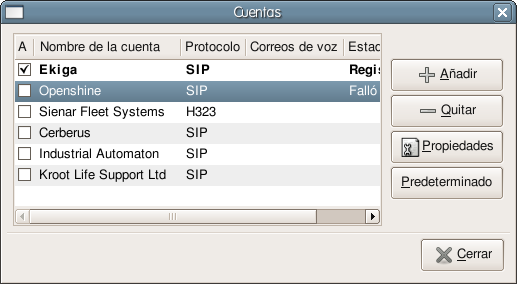 Cuentas
A Nombre de la cuenta Protocolo Correos de voz Estac
Ekiga SIP Regis
Openshine SIP Falló
Sienar Fleet Systems H323
Cerberus SIP
Industrial Automaton SIP
Kroot Life Support Ltd SIP
Añadir
Quitar
Propiedades
Predeterminado
Cerrar